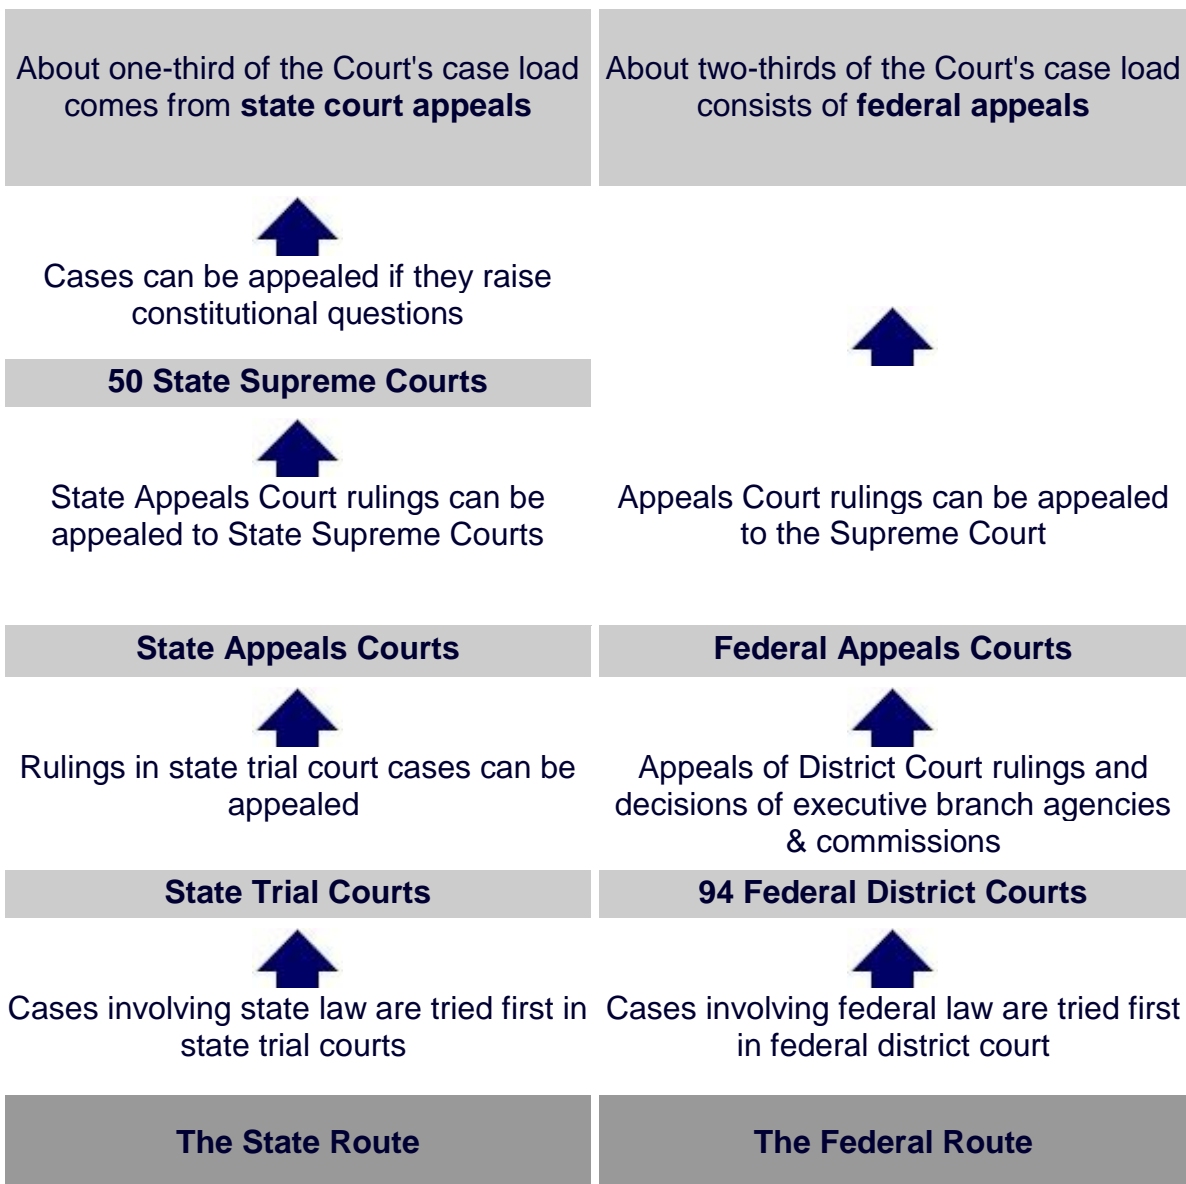 About one-third of the Court's case load
comes from state court appeals
About two-thirds of the Court's case load
consists of federal appeals
Cases can be appealed if they raise
constitutional questions
50 State Supreme Courts
State Appeals Court rulings can be
appealed to State Supreme Courts
Appeals Court rulings can be appealed
to the Supreme Court
State Appeals Courts
Federal Appeals Courts
Rulings in state trial court cases can be
appealed
Appeals of District Court rulings and
decisions of executive branch agencies
& commissions
State Trial Courts
94 Federal District Courts
Cases involving state law are tried first in
state trial courts
Cases involving federal law are tried first
in federal district court
The State Route
The Federal Route